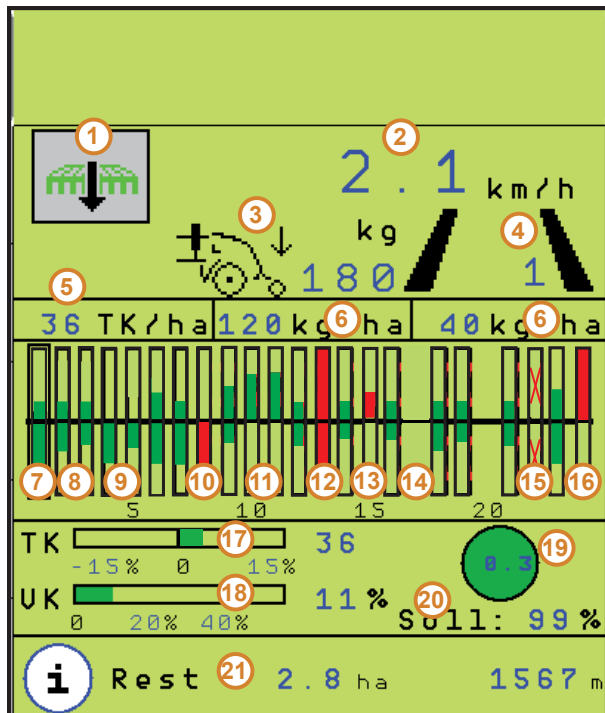 1 2
2.1 km/h
3 kg 4
180 1
5 6 6
36 TK/ha 120 kg/ha 40 kg/ha
7 8 9 10 11 12 13 14 15 16
5 10 15 20
TK 17 36 19
-15% 0 15% 0.3
VK 18 11 % 20
0 20% 40% Soll: 99 %
i Rest 21 2.8 ha 1567 m